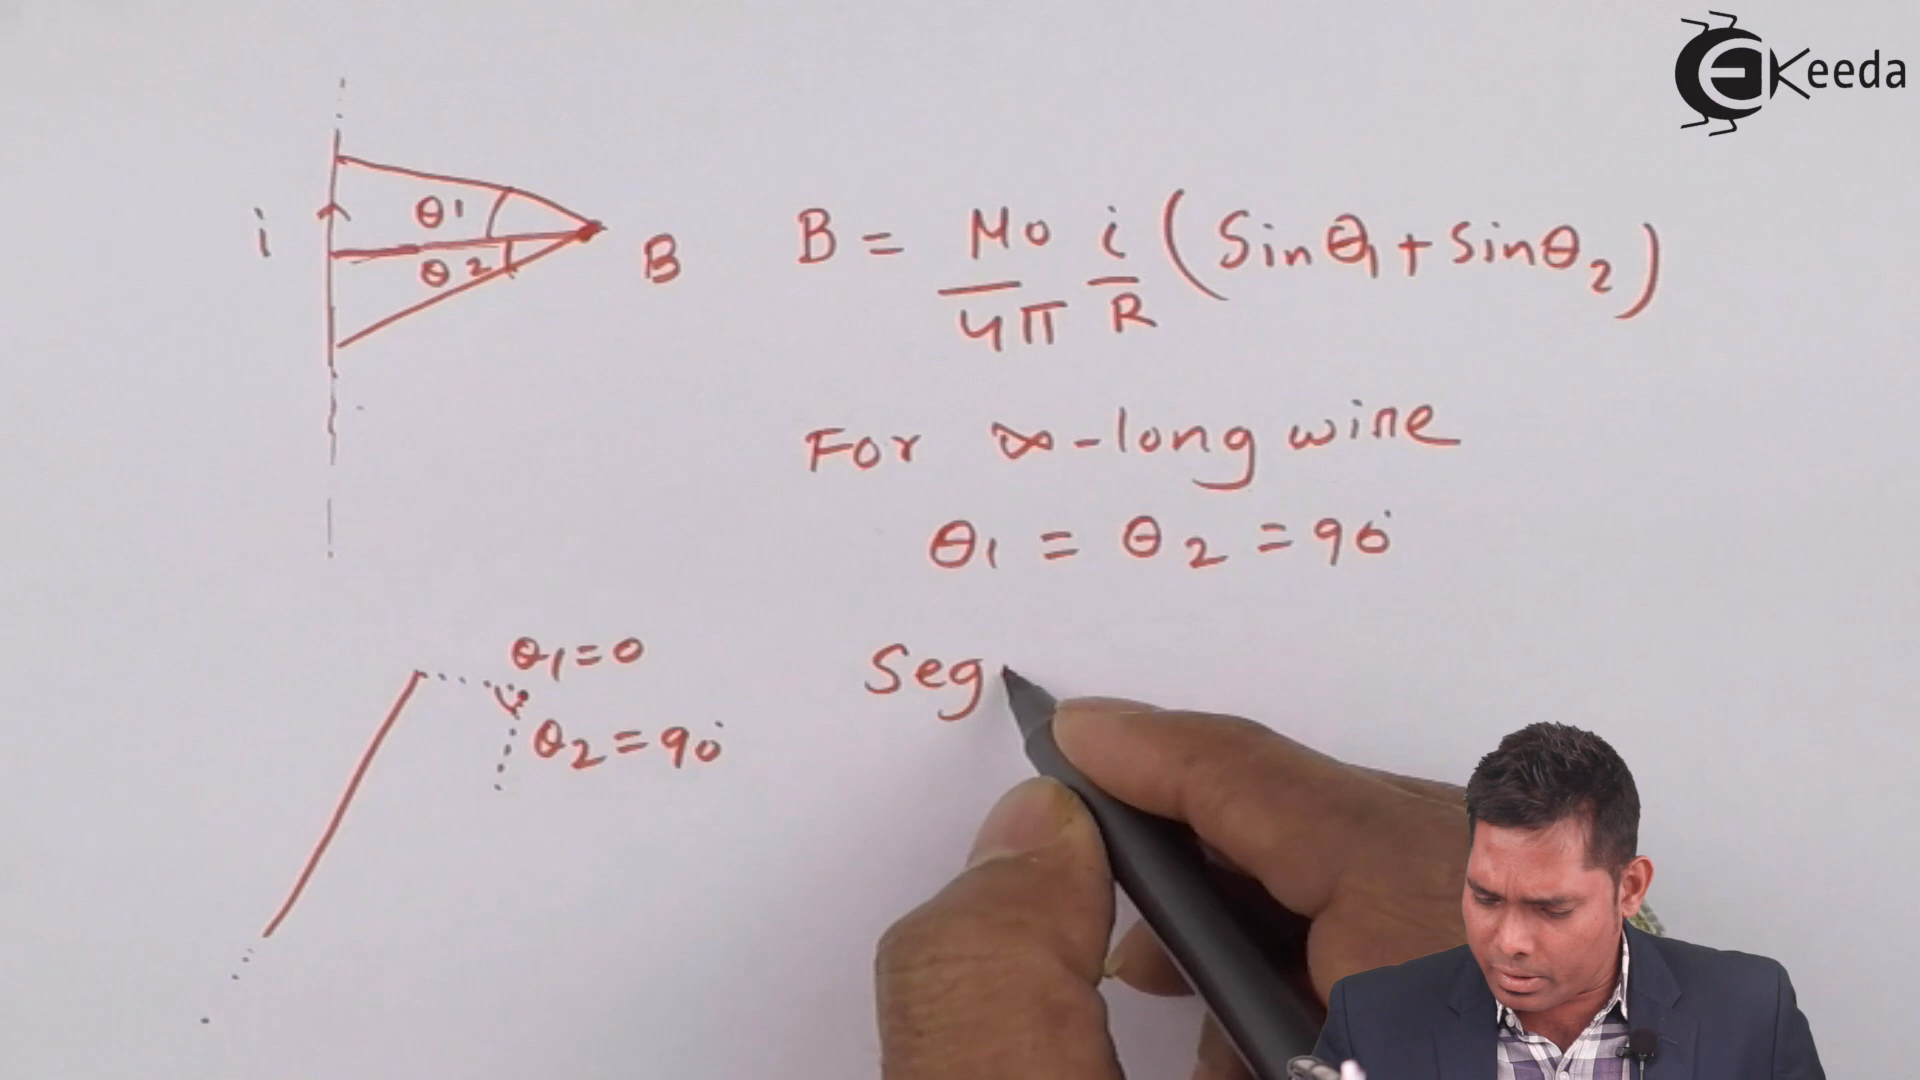 Keeda
i
θ1
θ2
B
B = μ0/4π i/R (Sinθ1 + Sinθ2)
For ∞-long wire
θ1 = θ2 = 90°
θ1 = 0
θ2 = 90°
Seg